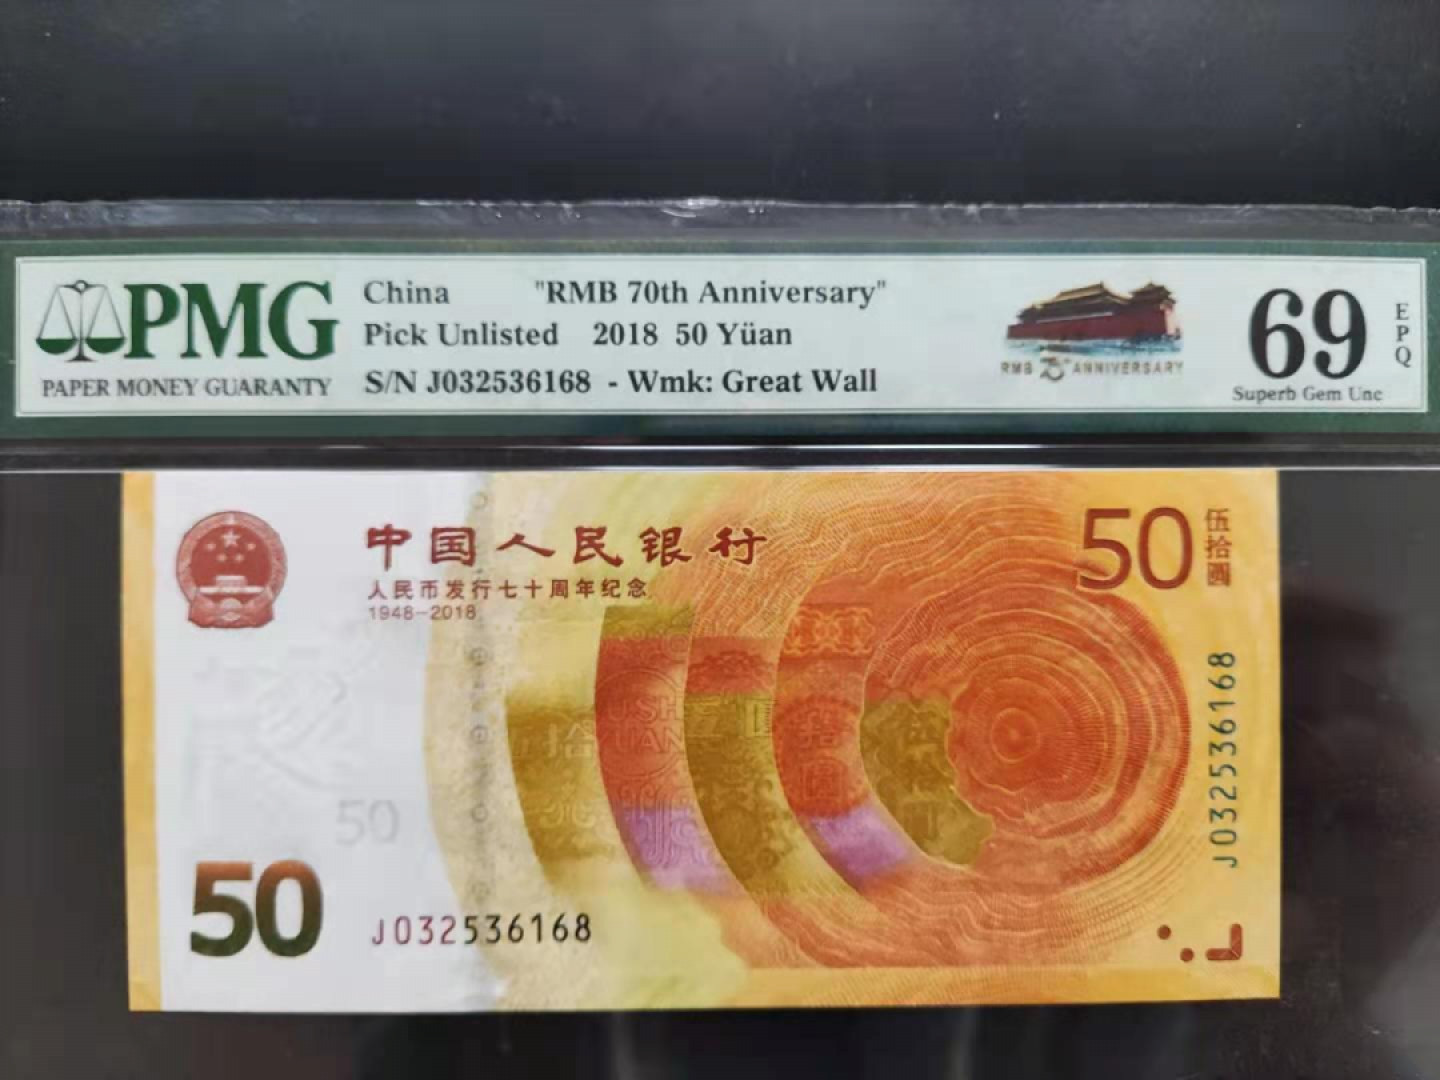 PMG
PAPER MONEY GUARANTY
China "RMB 70th Anniversary"
Pick Unlisted 2018 50 Yüan
S/N J032536168 - Wmk: Great Wall
RMB 70th ANNIVERSARY
69
EPQ
Superb Gem Unc
中国人民银行
人民币发行七十周年纪念
1948-2018
50
伍拾圆
J032536168
50
50
J032536168